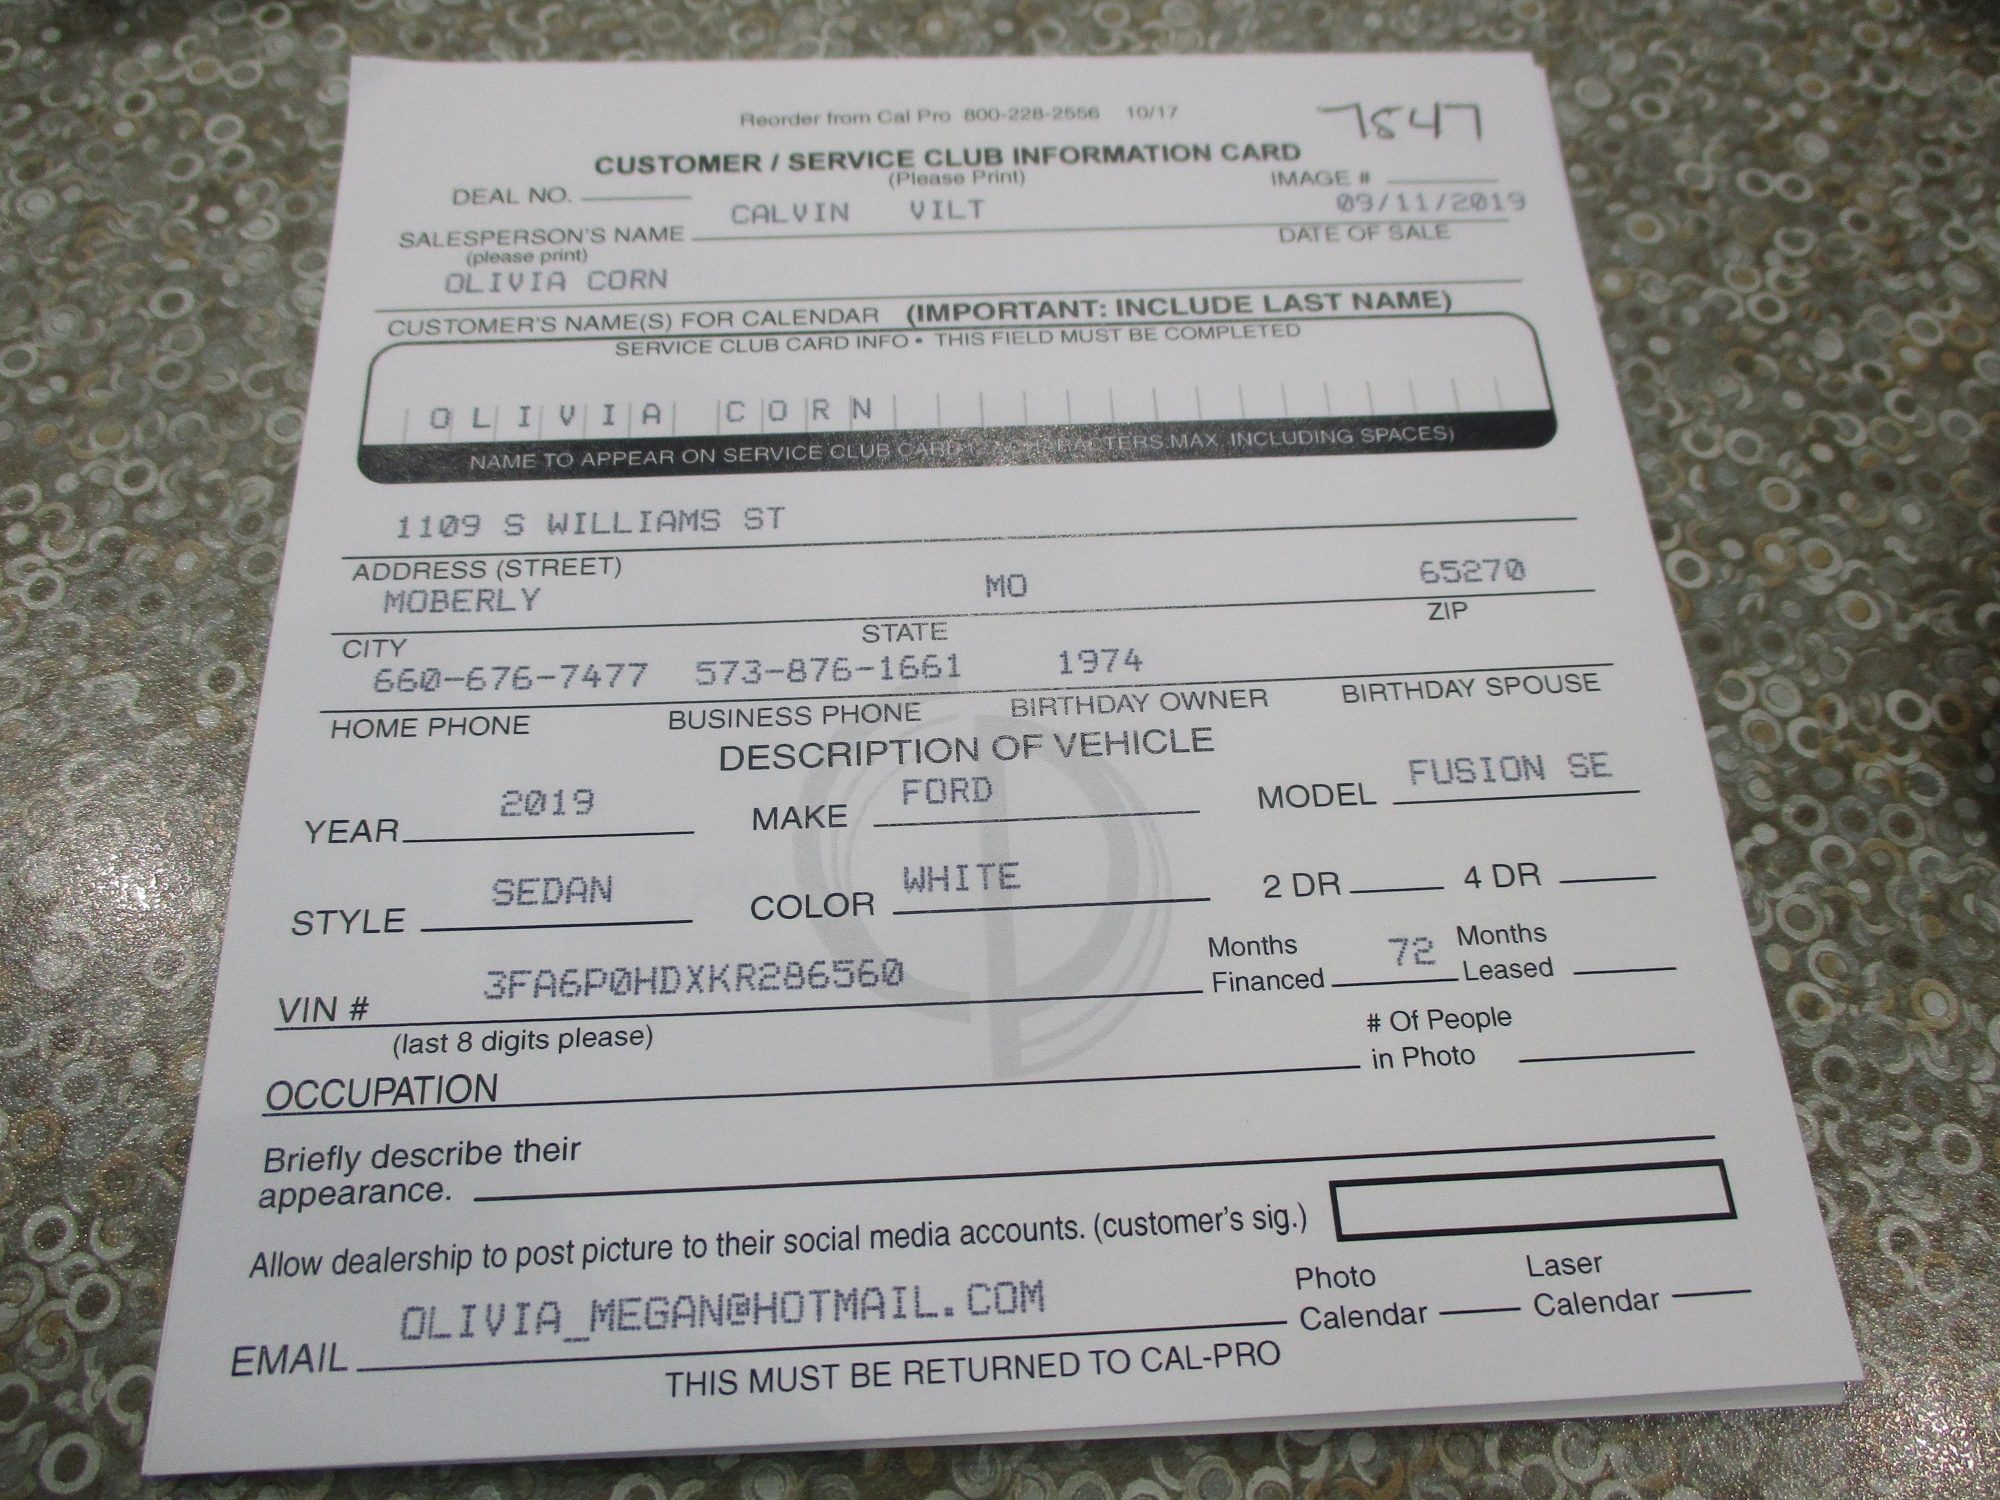 Reorder from Cal Pro 800-228-2556 10/17
7847
CUSTOMER / SERVICE CLUB INFORMATION CARD
(Please Print)
DEAL NO. IMAGE #
CALVIN VILT 09/11/2019
SALESPERSON'S NAME DATE OF SALE
(please print)
OLIVIA CORN
CUSTOMER'S NAME(S) FOR CALENDAR (IMPORTANT: INCLUDE LAST NAME)
SERVICE CLUB CARD INFO • THIS FIELD MUST BE COMPLETED
OLIVIA CORN
NAME TO APPEAR ON SERVICE CLUB CARD CHARACTERS MAX. INCLUDING SPACES)
1109 S WILLIAMS ST
ADDRESS (STREET)
MOBERLY MO 65270
CITY STATE ZIP
660-676-7477 573-876-1661 1974
HOME PHONE BUSINESS PHONE BIRTHDAY OWNER BIRTHDAY SPOUSE
DESCRIPTION OF VEHICLE
YEAR 2019 MAKE FORD MODEL FUSION SE
STYLE SEDAN COLOR WHITE 2 DR 4 DR
VIN # 3FA6P0HDXKR286560 Months Financed 72 Months Leased
(last 8 digits please)
OCCUPATION # Of People in Photo
Briefly describe their
appearance.
Allow dealership to post picture to their social media accounts. (customer's sig.)
EMAIL OLIVIA_MEGAN@HOTMAIL.COM Photo Calendar Laser Calendar
THIS MUST BE RETURNED TO CAL-PRO